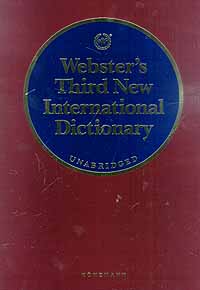 Webster's
Third New
International
Dictionary
UNABRIDGED
KÖNEMANN